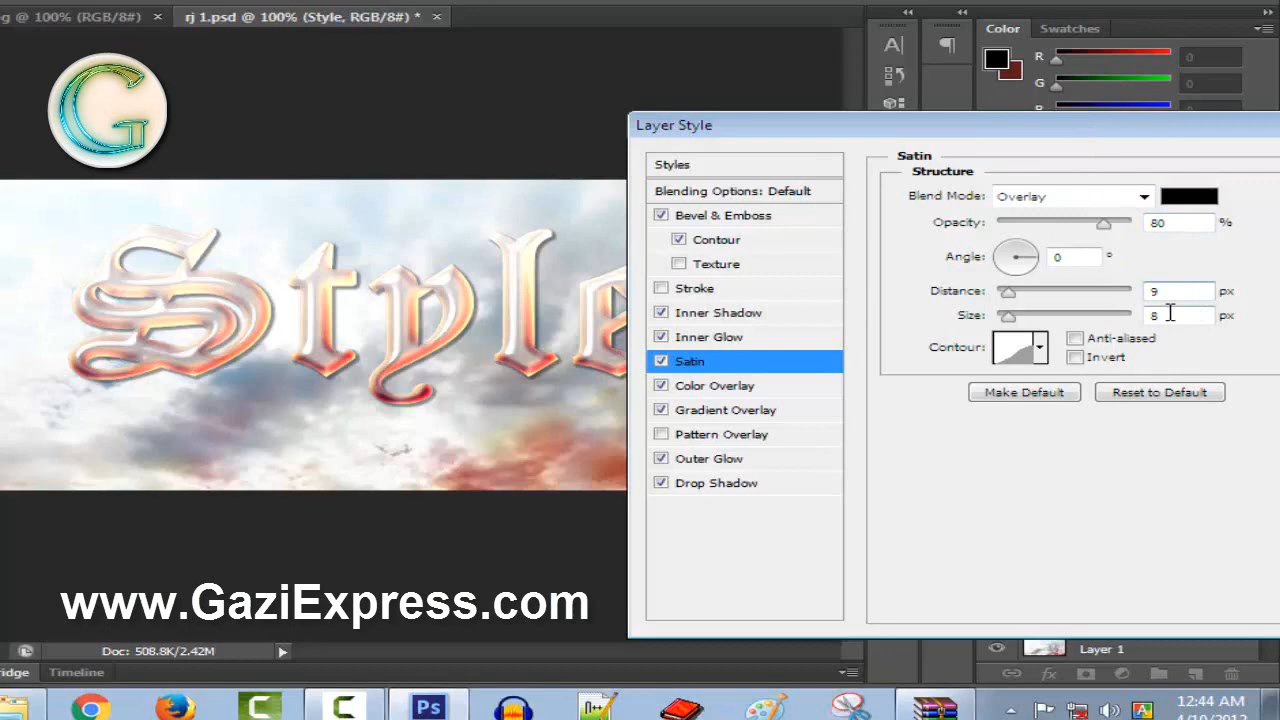 g @ 100% (RGB/8#) ×
rj 1.psd @ 100% (Style, RGB/8#) * ×
Color
Swatches
R 0
G 0
B
A|
G
Layer Style
Styles
Blending Options: Default
Bevel & Emboss
Contour
Texture
Stroke
Inner Shadow
Inner Glow
Satin
Color Overlay
Gradient Overlay
Pattern Overlay
Outer Glow
Drop Shadow
Satin
Structure
Blend Mode: Overlay
Opacity: 80 %
Angle: 0 °
Distance: 9 px
Size: 8 px
Contour:
Anti-aliased
Invert
Make Default
Reset to Default
Style
www.GaziExpress.com
Doc: 508.8K/2.42M
Layer 1
fx
ridge
Timeline
Ps
n++
A
12:44 AM